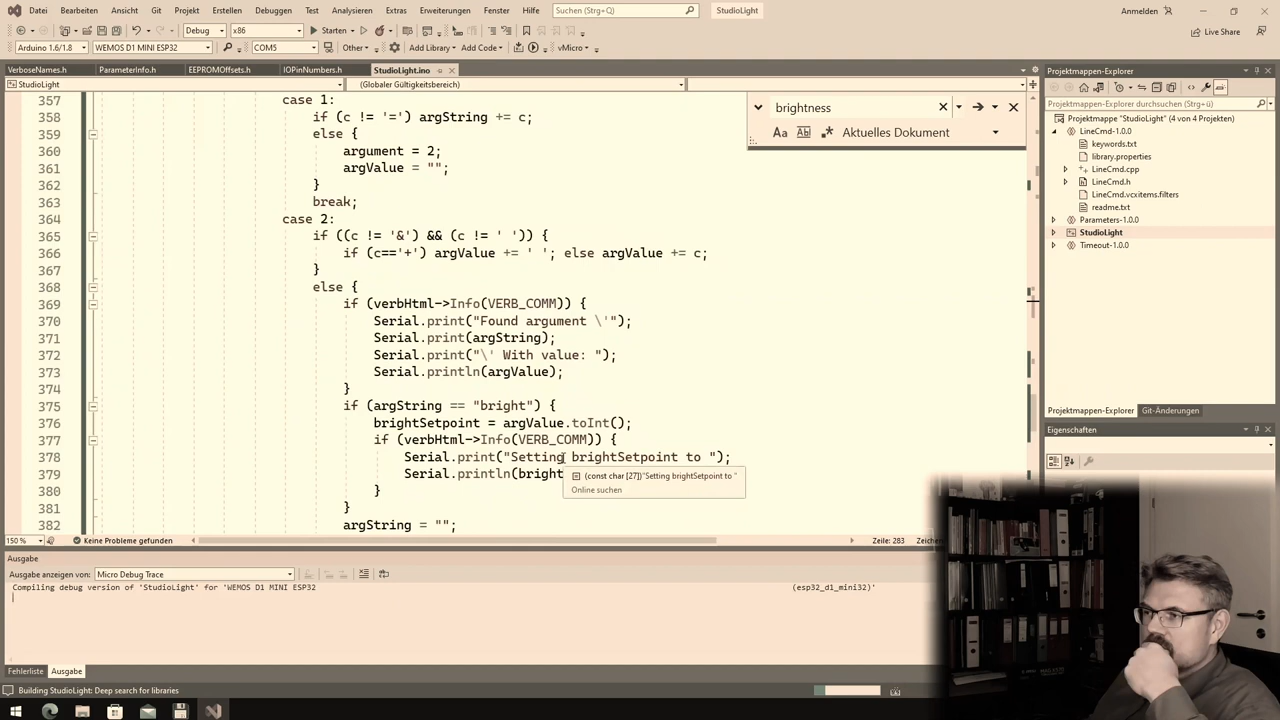 Datei Bearbeiten Ansicht Git Projekt Erstellen Debuggen Test Analysieren Extras Erweiterungen Fenster Hilfe Suchen (Strg+Q) StudioLight Anmelden
Debug x86 Starten Live Share
Arduino 1.6/1.8 WEMOS D1 MINI ESP32 COM5 Other Add Library Add Code vMicro
VerboseNames.h ParameterInfo.h EEPROMOffsets.h IOPinNumbers.h StudioLight.ino
StudioLight (Globaler Gültigkeitsbereich)
357 case 1:
358 if (c != '=') argString += c;
359 else {
360 argument = 2;
361 argValue = "";
362 }
363 break;
364 case 2:
365 if ((c != '&') && (c != ' ')) {
366 if (c=='+') argValue += ' '; else argValue += c;
367 }
368 else {
369 if (verbHtml->Info(VERB_COMM)) {
370 Serial.print("Found argument \'");
371 Serial.print(argString);
372 Serial.print("\' With value: ");
373 Serial.println(argValue);
374 }
375 if (argString == "bright") {
376 brightSetpoint = argValue.toInt();
377 if (verbHtml->Info(VERB_COMM)) {
378 Serial.print("Setting brightSetpoint to ");
379 Serial.println(bright
380 }
381 }
382 argString = "";
(const char [27])"Setting brightSetpoint to "
Online suchen
brightness
Aktuelles Dokument
150 % Keine Probleme gefunden Zeile: 283 Zeichen
Ausgabe
Ausgabe anzeigen von: Micro Debug Trace
Compiling debug version of 'StudioLight' for 'WEMOS D1 MINI ESP32 (esp32_d1_mini32)'
Fehlerliste Ausgabe
Building StudioLight: Deep search for libraries
Projektmappen-Explorer
Projektmappen-Explorer durchsuchen (Strg+ü)
Projektmappe "StudioLight" (4 von 4 Projekten)
LineCmd-1.0.0
keywords.txt
library.properties
LineCmd.cpp
LineCmd.h
LineCmd.vcxitems.filters
readme.txt
Parameters-1.0.0
StudioLight
Timeout-1.0.0
Projektmappen-Explorer Git-Änderungen
Eigenschaften